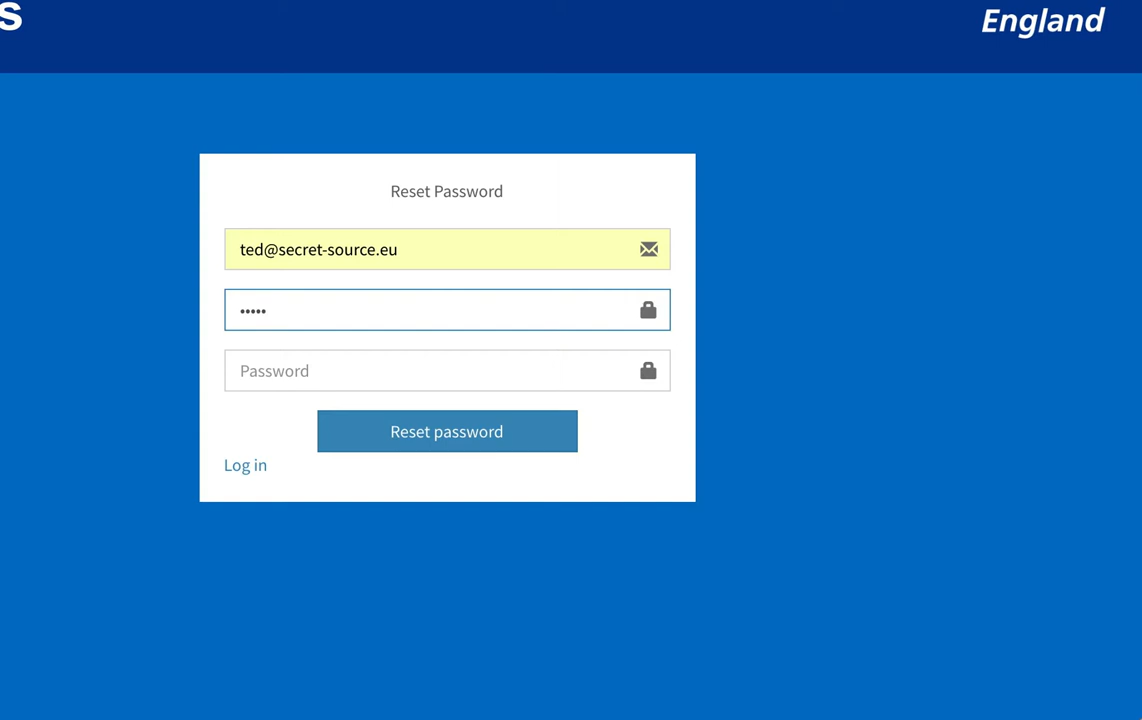 s
England
Reset Password
ted@secret-source.eu
•••••
Password
Reset password
Log in